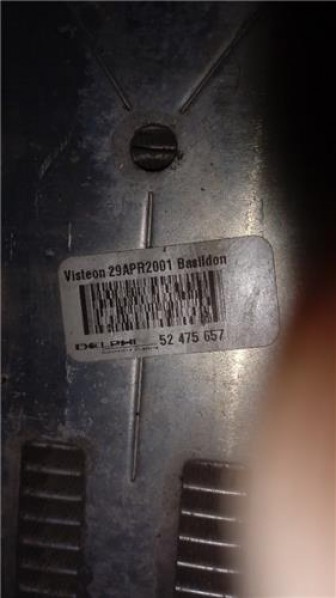 Visteon 29APR2001 Basildon
DELPHI 52 475 657